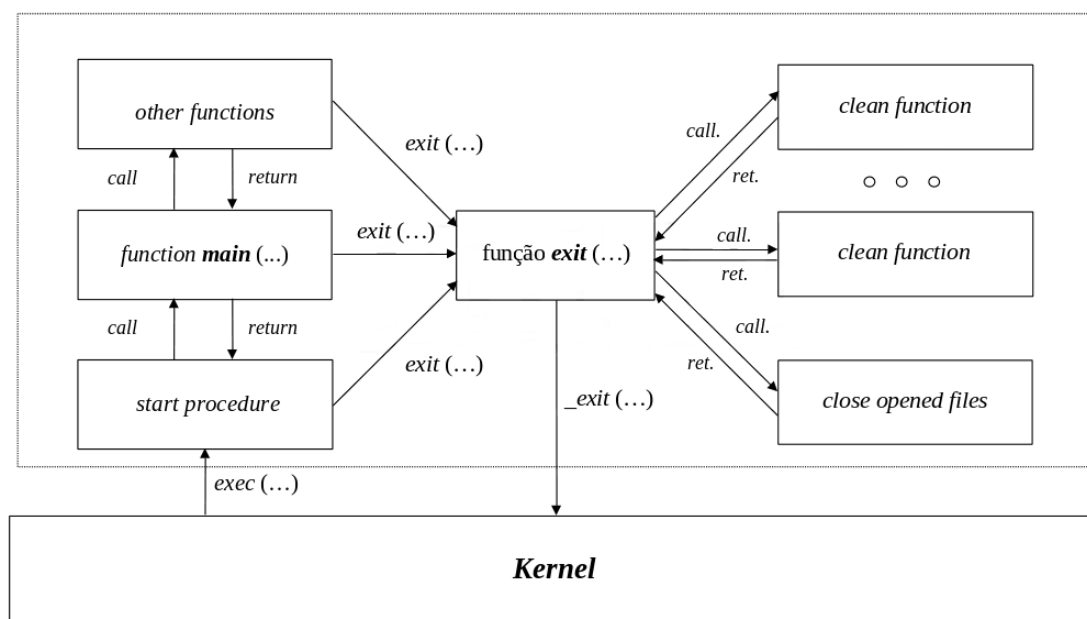 other functions
clean function
exit (…)
call.
ret.
call
return
function main (...)
exit (…)
função exit (…)
call.
ret.
clean function
call
return
exit (…)
call.
ret.
start procedure
_exit (…)
close opened files
exec (…)
Kernel